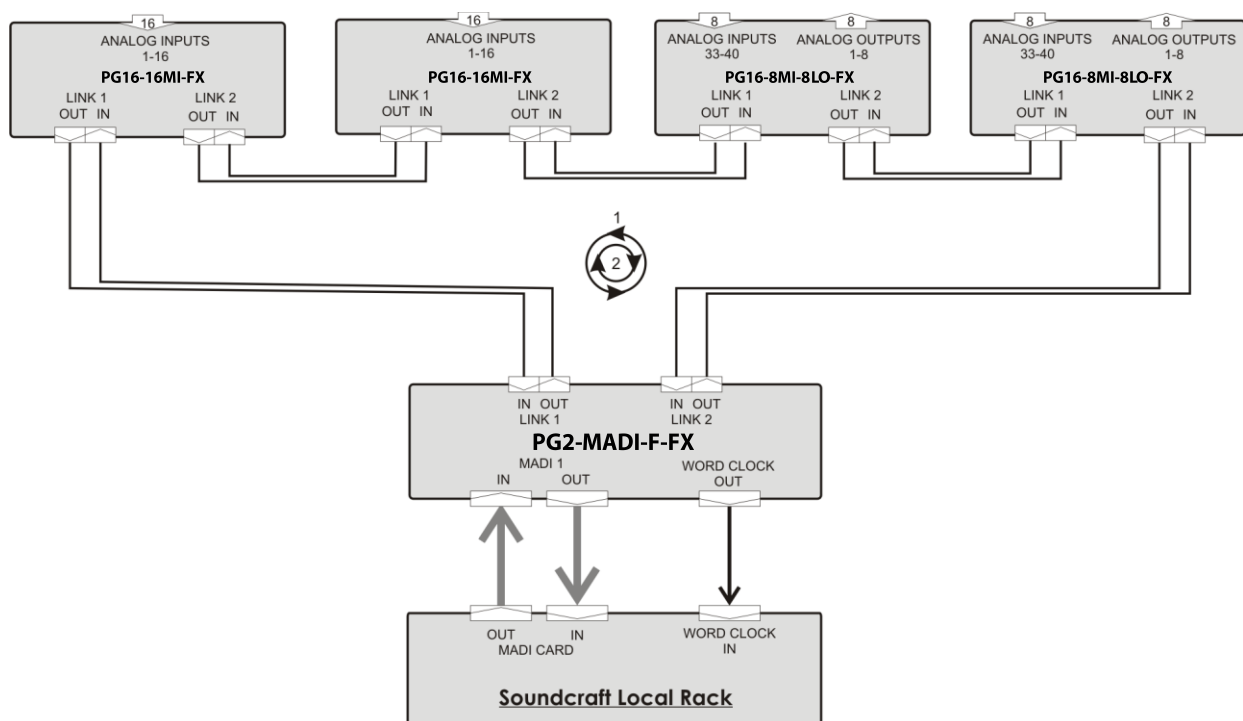 16
ANALOG INPUTS
1-16
PG16-16MI-FX
LINK 1
OUT IN
LINK 2
OUT IN
16
ANALOG INPUTS
1-16
PG16-16MI-FX
LINK 1
OUT IN
LINK 2
OUT IN
8
ANALOG INPUTS
33-40
8
ANALOG OUTPUTS
1-8
PG16-8MI-8LO-FX
LINK 1
OUT IN
LINK 2
OUT IN
8
ANALOG INPUTS
33-40
8
ANALOG OUTPUTS
1-8
PG16-8MI-8LO-FX
LINK 1
OUT IN
LINK 2
OUT IN
1
2
IN OUT
LINK 1
IN OUT
LINK 2
PG2-MADI-F-FX
MADI 1
IN
OUT
WORD CLOCK
OUT
OUT
IN
MADI CARD
WORD CLOCK
IN
Soundcraft Local Rack